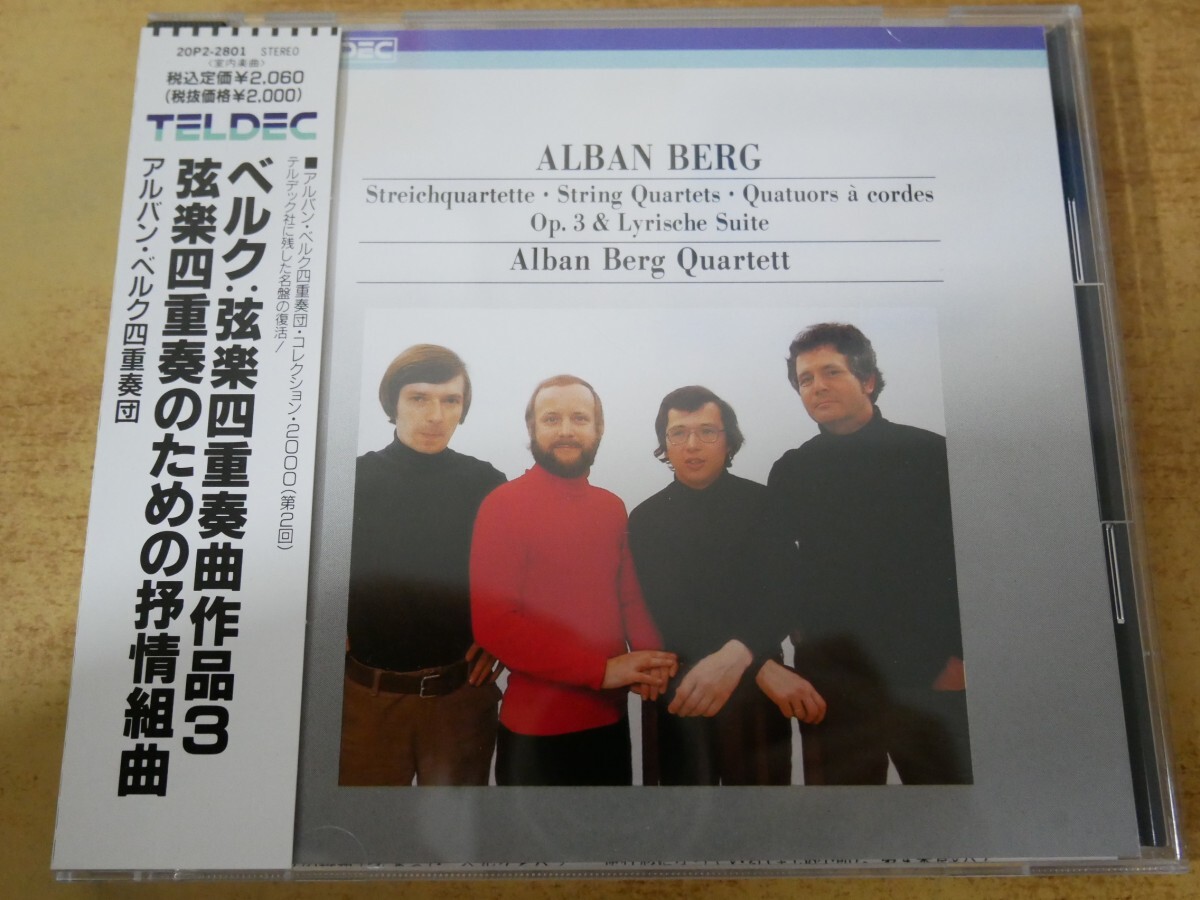 20P2-2801 STEREO
〈室内楽曲〉
税込定価¥2,060
(税抜価格¥2,000)
TELDEC
■アルバン・ベルク四重奏団・コレクション・2000(第2回)
テルデック社に残した名盤の復活!
ベルク:弦楽四重奏曲作品3
弦楽四重奏のための抒情組曲
アルバン・ベルク四重奏団
DEC
ALBAN BERG
Streichquartette · String Quartets · Quatuors à cordes
Op. 3 & Lyrische Suite
Alban Berg Quartett